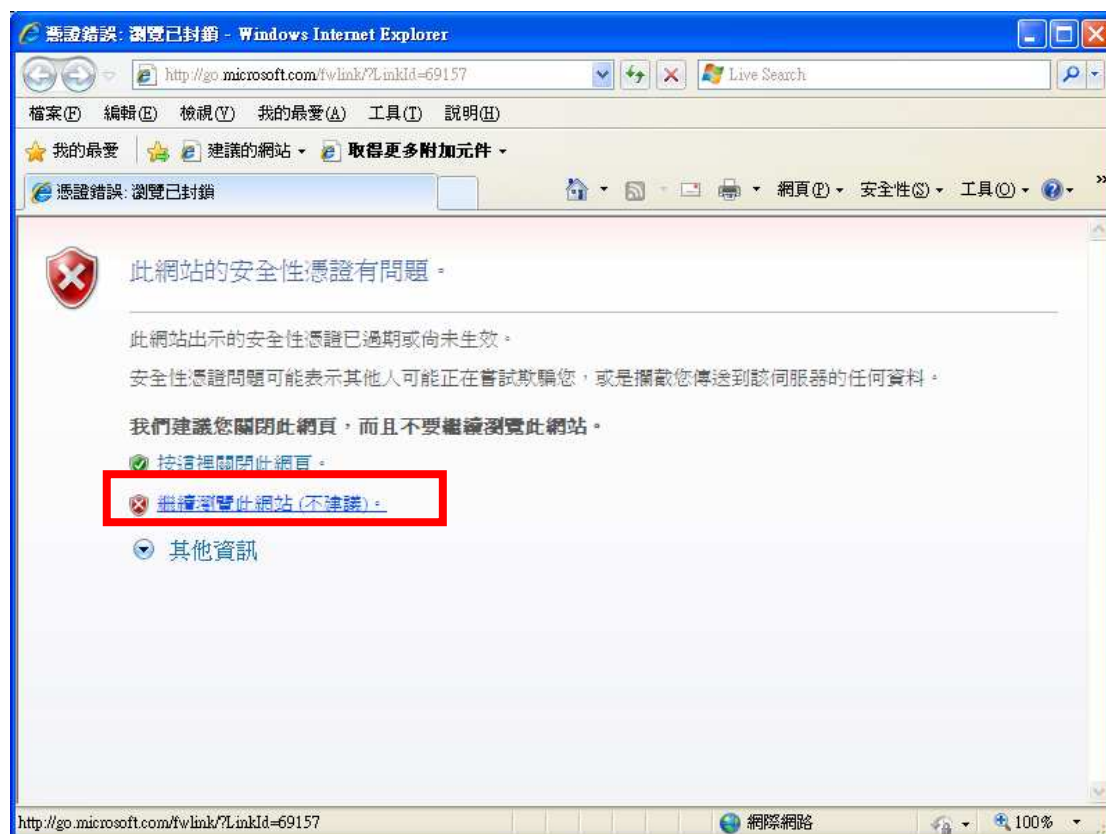 憑證錯誤: 瀏覽已封鎖 - Windows Internet Explorer
http://go.microsoft.com/fwlink/?LinkId=69157 Live Search
檔案(F) 編輯(E) 檢視(V) 我的最愛(A) 工具(T) 說明(H)
我的最愛 建議的網站 取得更多附加元件
憑證錯誤: 瀏覽已封鎖 網頁(P) 安全性(S) 工具(O) »
此網站的安全性憑證有問題。
此網站出示的安全性憑證已過期或尚未生效。
安全性憑證問題可能表示其他人可能正在嘗試欺騙您,或是攔截您傳送到該伺服器的任何資料。
我們建議您關閉此網頁,而且不要繼續瀏覽此網站。
按這裡關閉此網頁。
繼續瀏覽此網站 (不建議)。
其他資訊
http://go.microsoft.com/fwlink/?LinkId=69157 網際網路 100%